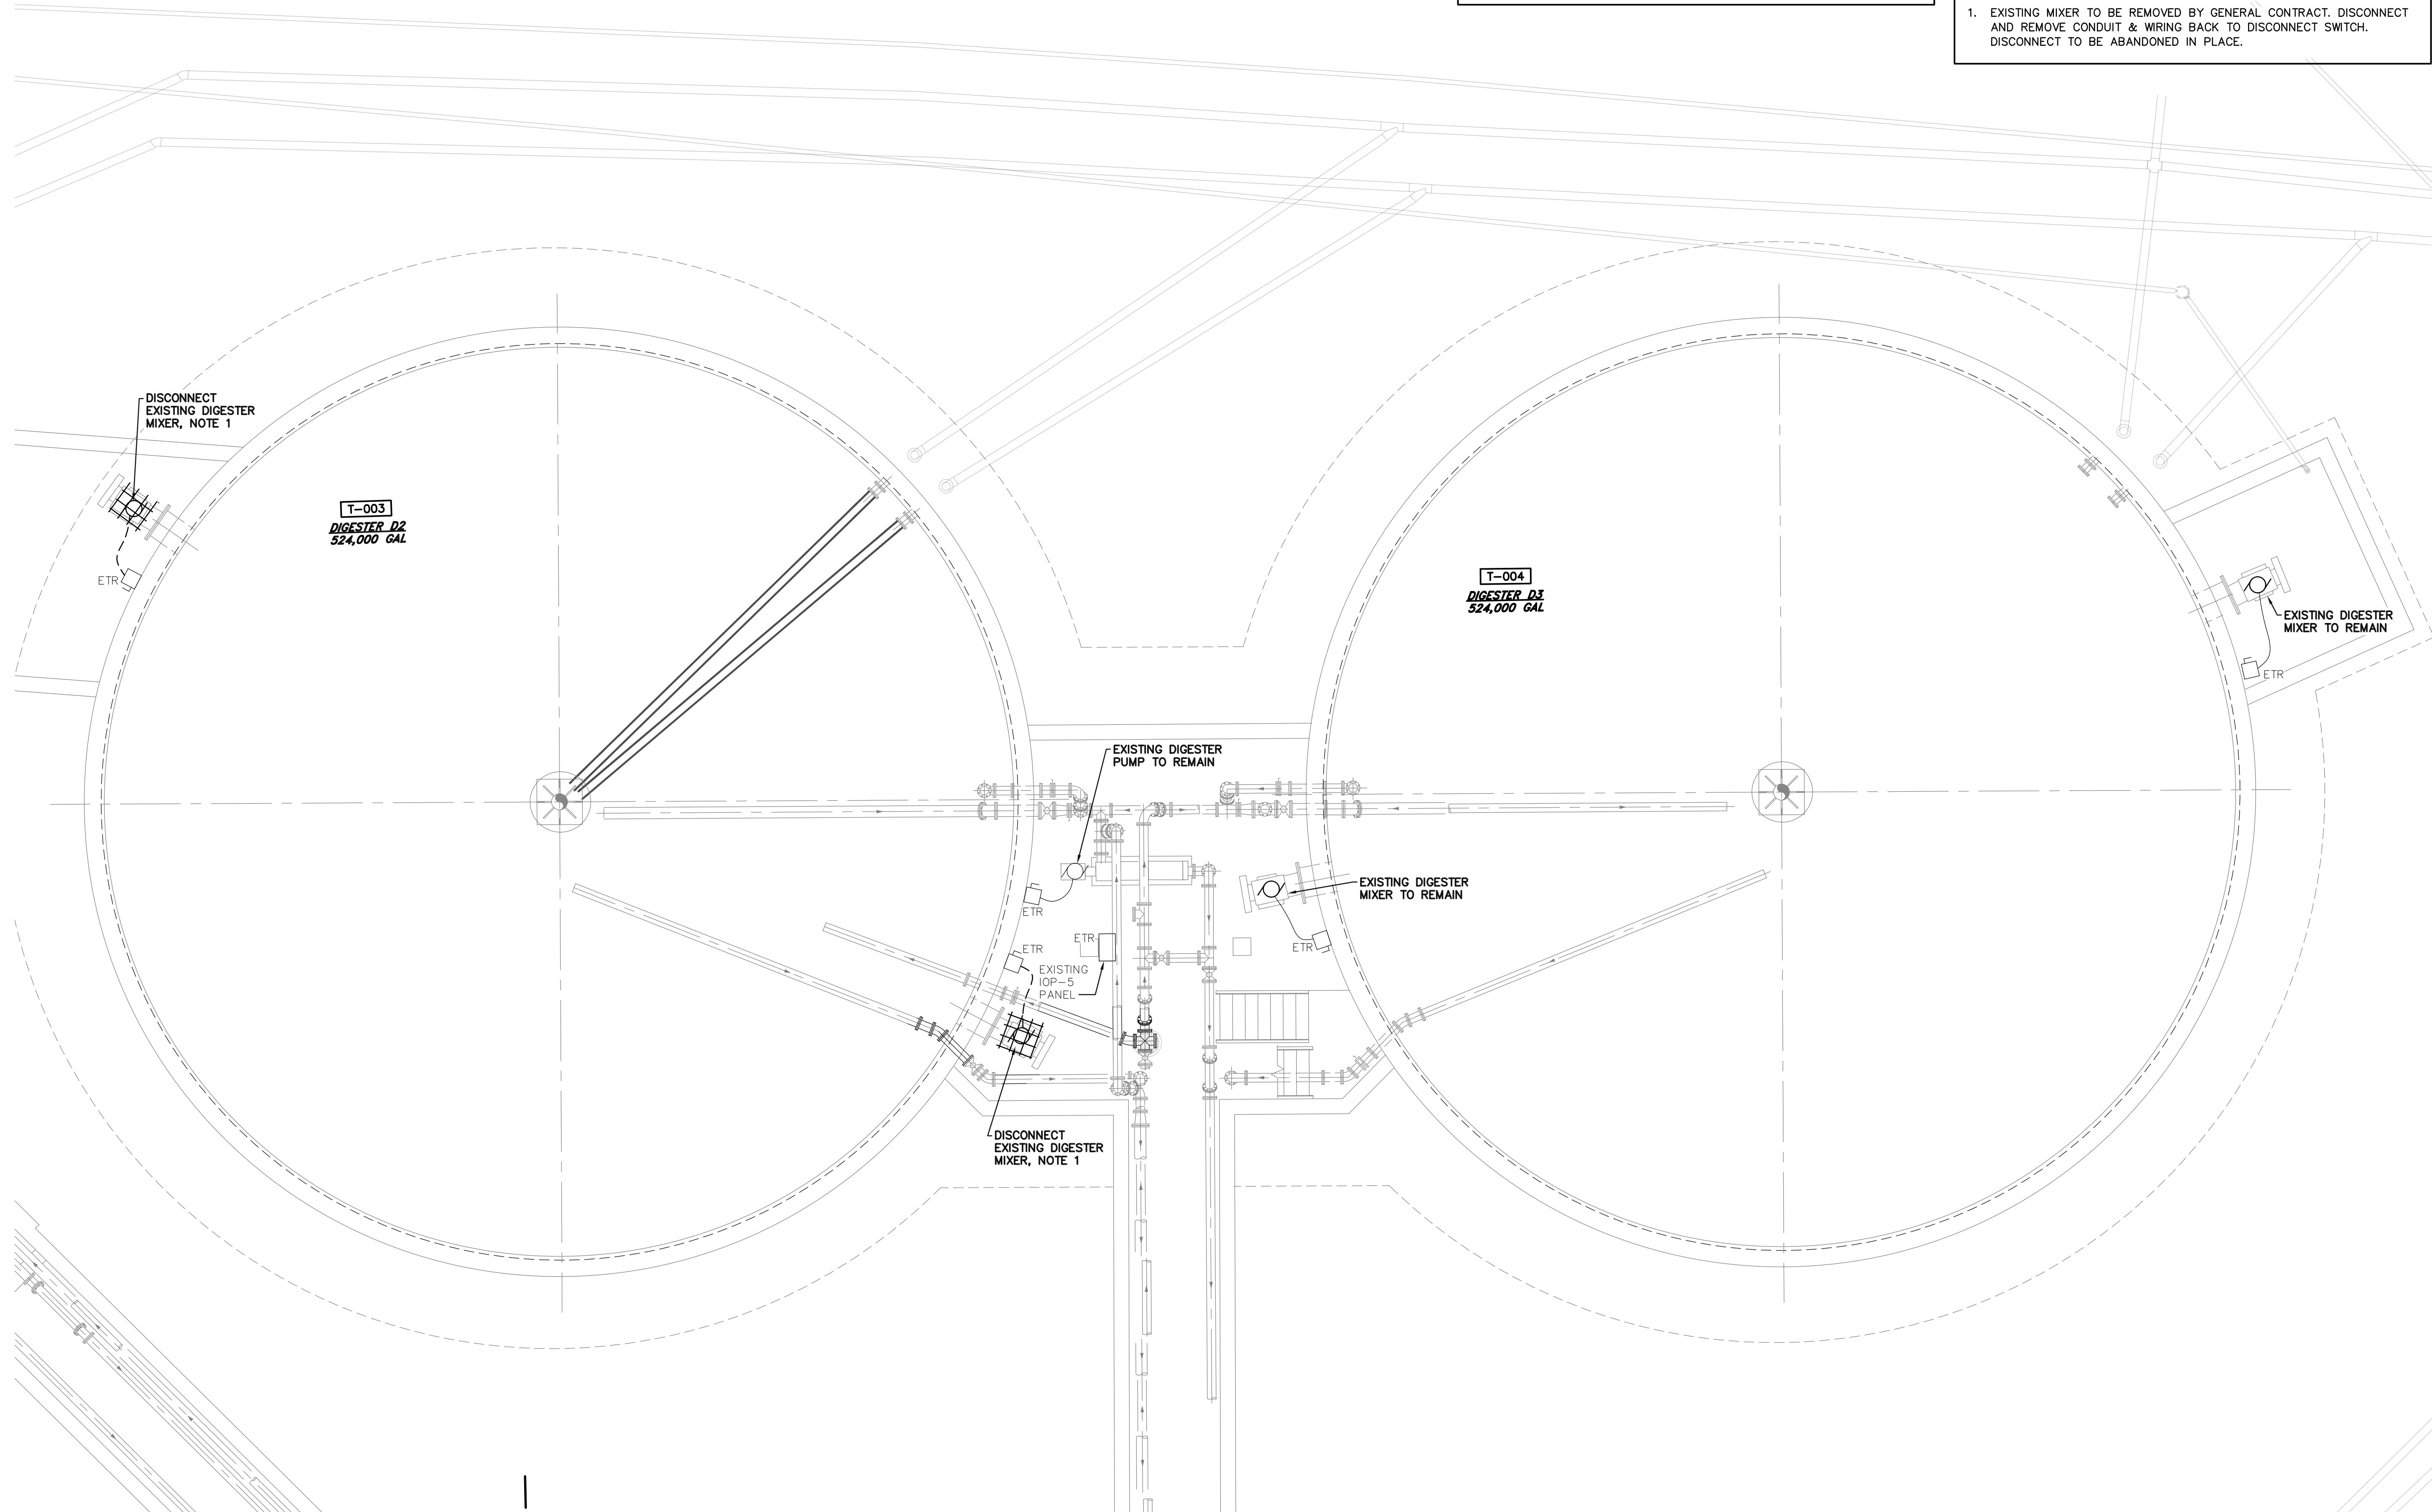 1. EXISTING MIXER TO BE REMOVED BY GENERAL CONTRACT. DISCONNECT
AND REMOVE CONDUIT & WIRING BACK TO DISCONNECT SWITCH.
DISCONNECT TO BE ABANDONED IN PLACE.
DISCONNECT
EXISTING DIGESTER
MIXER, NOTE 1
T-003
DIGESTER D2
524,000 GAL
ETR
T-004
DIGESTER D3
524,000 GAL
EXISTING DIGESTER
MIXER TO REMAIN
ETR
EXISTING DIGESTER
PUMP TO REMAIN
ETR
EXISTING DIGESTER
MIXER TO REMAIN
ETR
ETR
ETR
EXISTING
IOP-5
PANEL
DISCONNECT
EXISTING DIGESTER
MIXER, NOTE 1